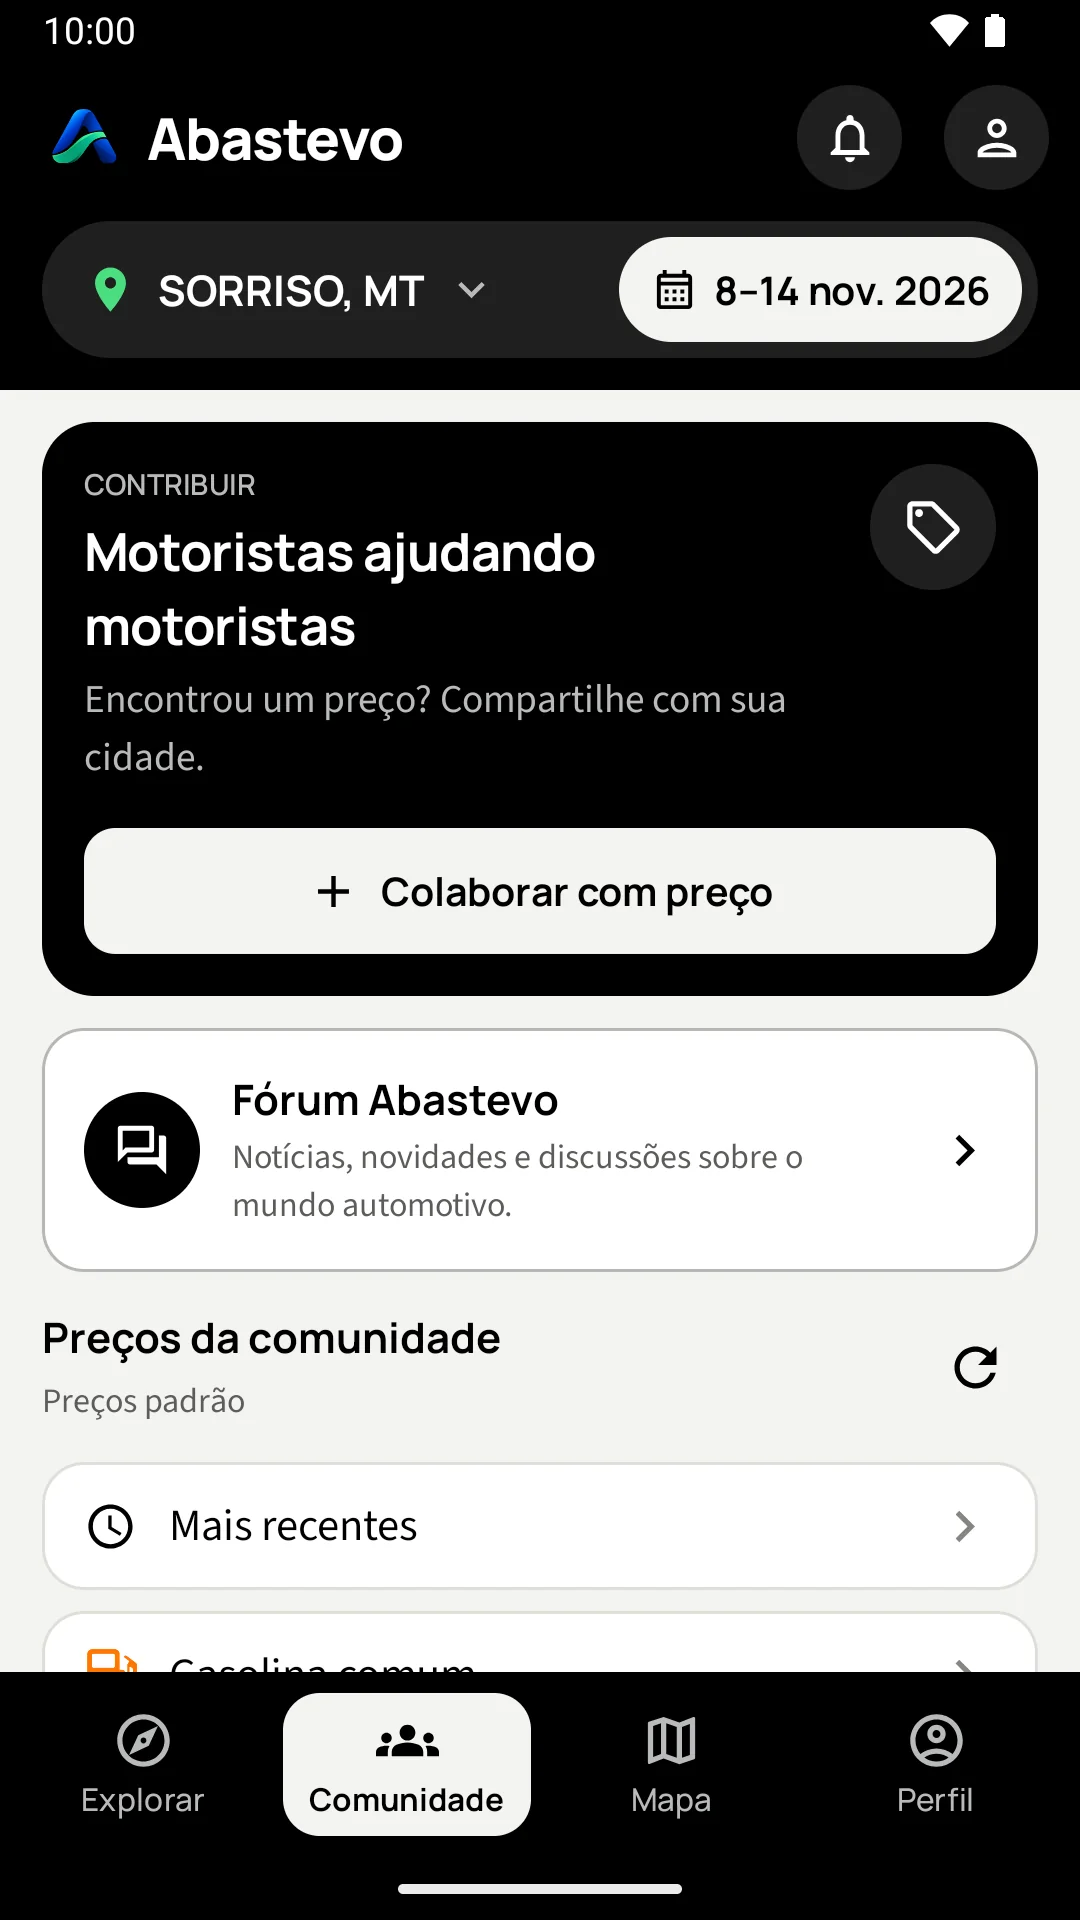 10:00
Abastevo
SORRISO, MT
8–14 nov. 2026
CONTRIBUIR
Motoristas ajudando
motoristas
Encontrou um preço? Compartilhe com sua
cidade.
Colaborar com preço
Fórum Abastevo
Notícias, novidades e discussões sobre o
mundo automotivo.
Preços da comunidade
Preços padrão
Mais recentes
Gasolina comum
Explorar
Comunidade
Mapa
Perfil